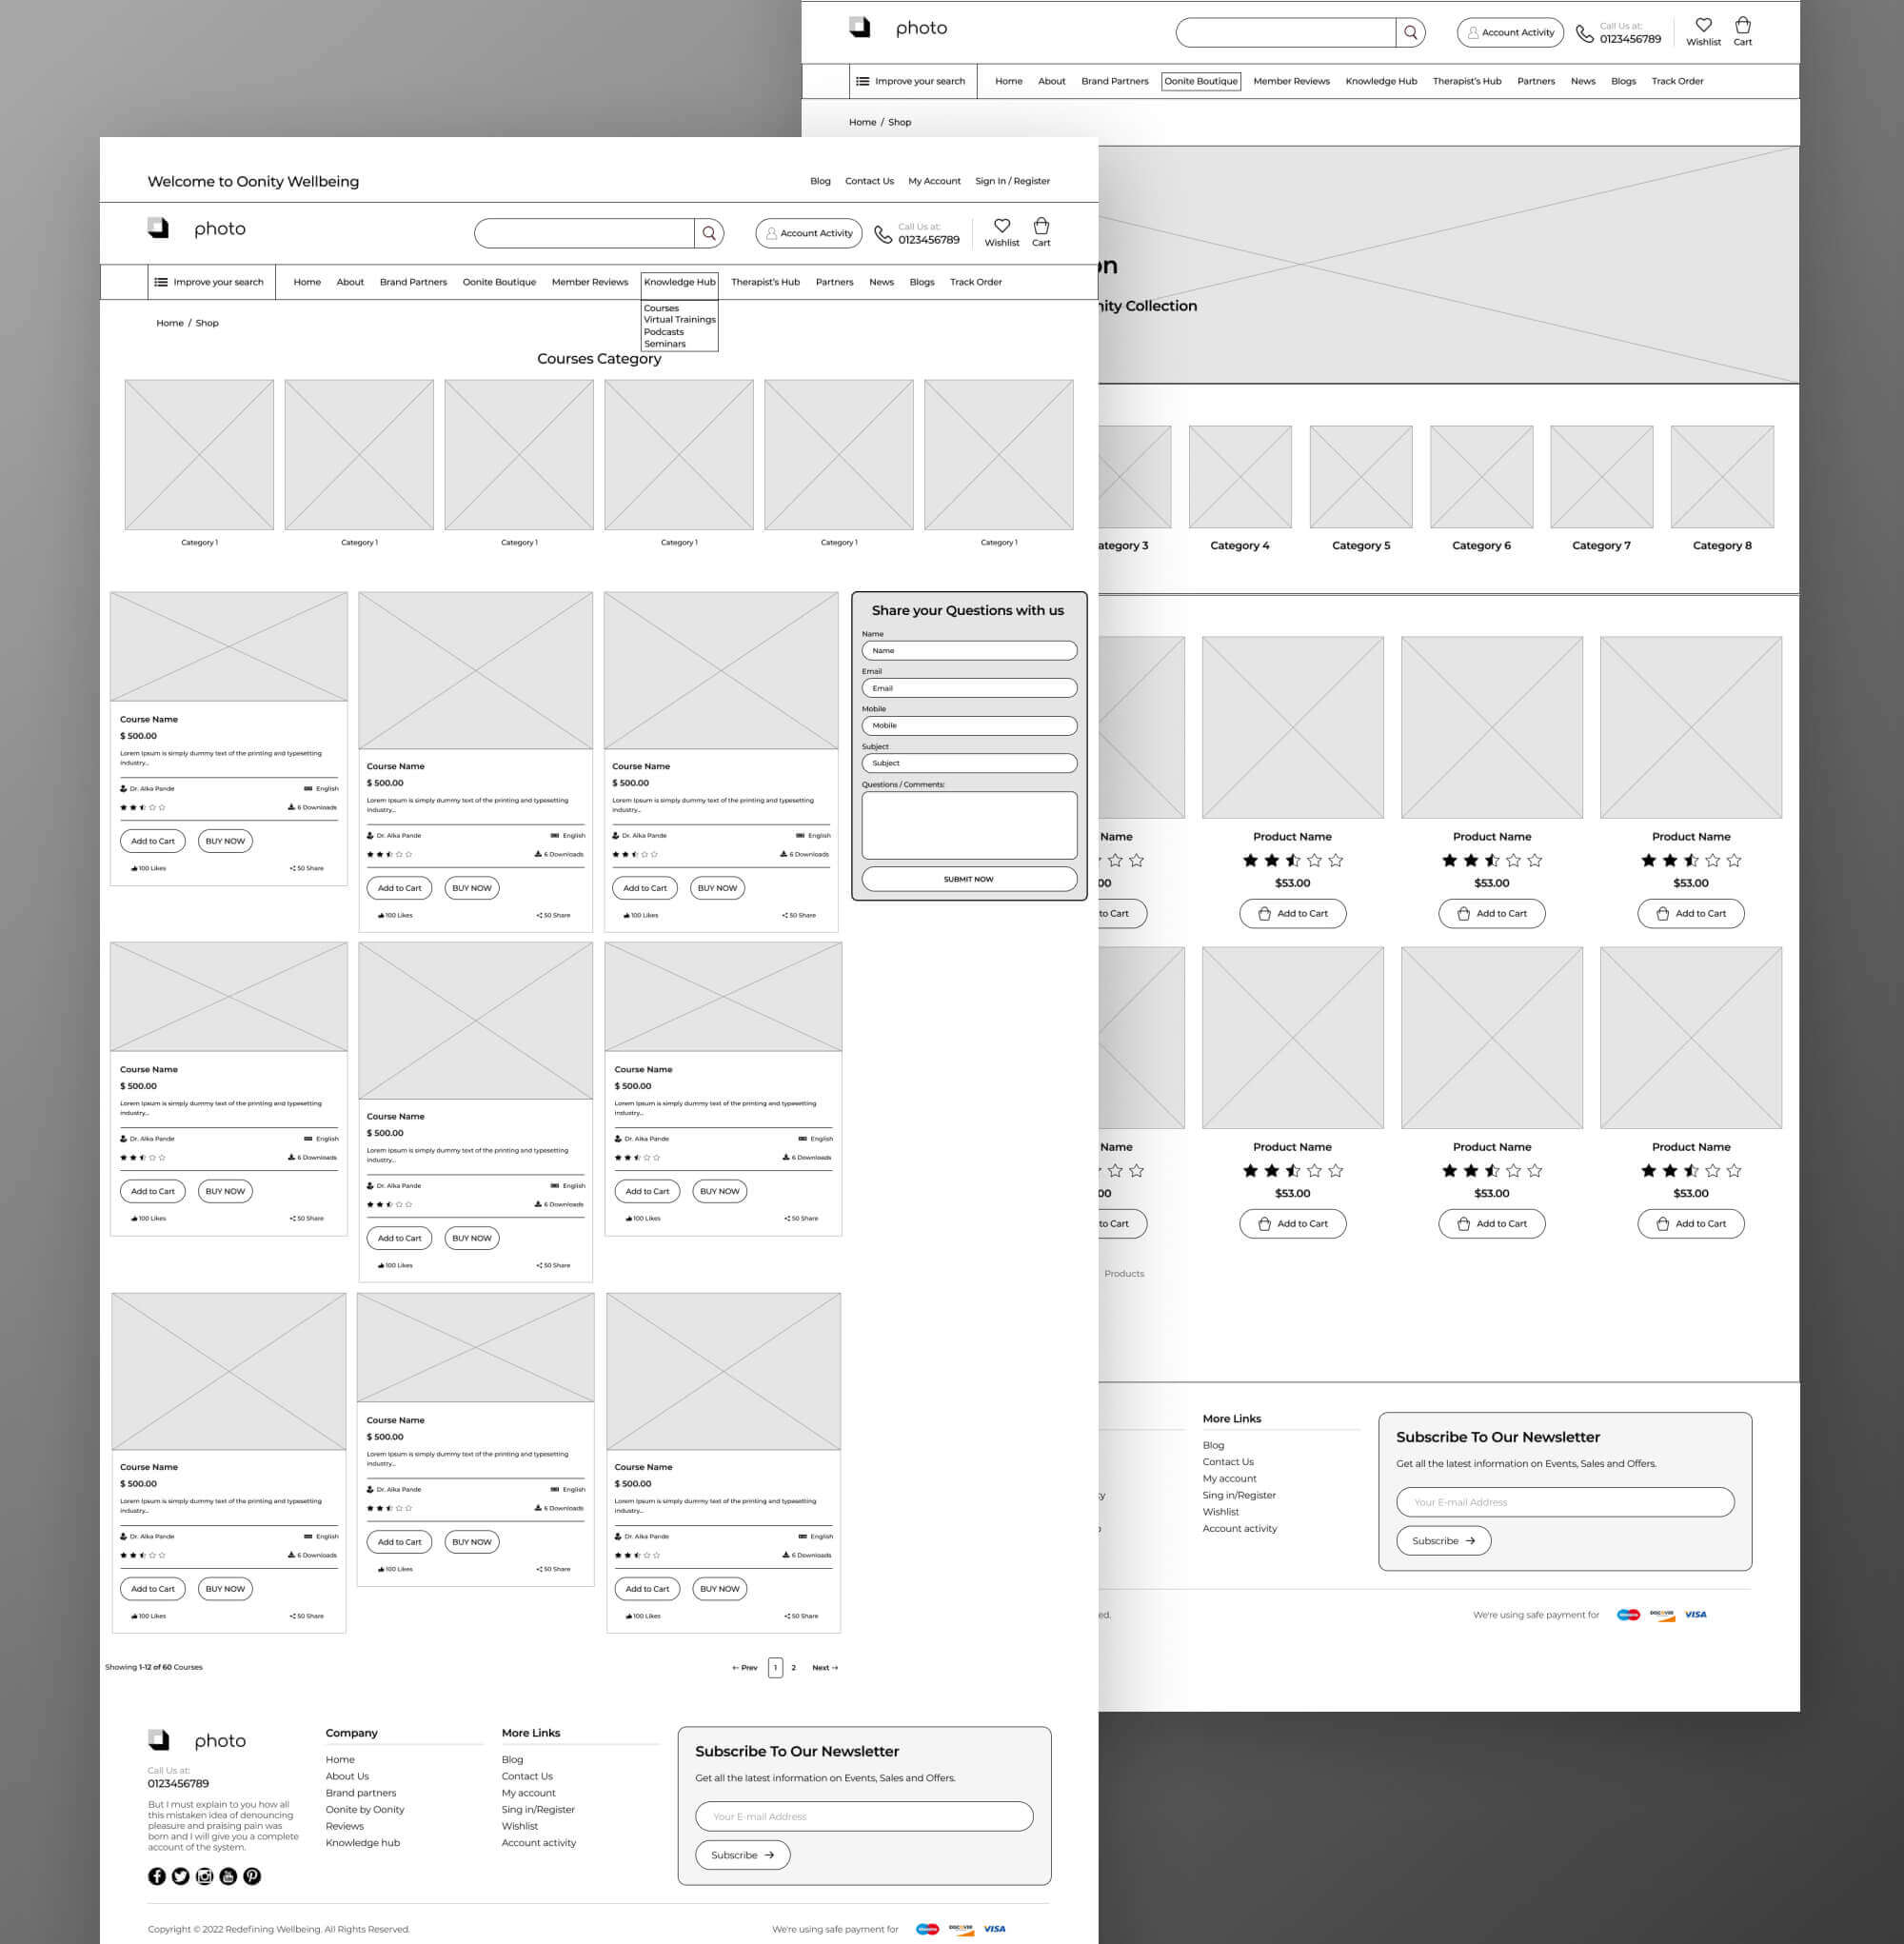 photo
Account Activity
Call Us at:
0123456789
Wishlist
Cart
Improve your search
Home
About
Brand Partners
Oonite Boutique
Member Reviews
Knowledge Hub
Therapist's Hub
Partners
News
Blogs
Track Order
Home / Shop
on
nity Collection
ategory 3
Category 4
Category 5
Category 6
Category 7
Category 8
Name
Product Name
Product Name
Product Name
00
$53.00
$53.00
$53.00
to Cart
Add to Cart
Add to Cart
Add to Cart
Name
Product Name
Product Name
Product Name
00
$53.00
$53.00
$53.00
to Cart
Add to Cart
Add to Cart
Add to Cart
Products
More Links
Blog
Contact Us
My account
Sing in/Register
Wishlist
Account activity
Subscribe To Our Newsletter
Get all the latest information on Events, Sales and Offers.
Your E-mail Address
Subscribe
ed.
We're using safe payment for
DISCOVER
VISA
Welcome to Oonity Wellbeing
Blog
Contact Us
My Account
Sign In / Register
photo
Account Activity
Call Us at:
0123456789
Wishlist
Cart
Improve your search
Home
About
Brand Partners
Oonite Boutique
Member Reviews
Knowledge Hub
Therapist's Hub
Partners
News
Blogs
Track Order
Courses
Virtual Trainings
Podcasts
Seminars
Home / Shop
Courses Category
Category 1
Category 1
Category 1
Category 1
Category 1
Category 1
Course Name
$ 500.00
Lorem Ipsum is simply dummy text of the printing and typesetting
industry...
Dr. Alka Pande
English
6 Downloads
Add to Cart
BUY NOW
100 Likes
50 Share
Course Name
$ 500.00
Lorem Ipsum is simply dummy text of the printing and typesetting
industry...
Dr. Alka Pande
English
6 Downloads
Add to Cart
BUY NOW
100 Likes
50 Share
Course Name
$ 500.00
Lorem Ipsum is simply dummy text of the printing and typesetting
industry...
Dr. Alka Pande
English
6 Downloads
Add to Cart
BUY NOW
100 Likes
50 Share
Share your Questions with us
Name
Name
Email
Email
Mobile
Mobile
Subject
Subject
Questions / Comments:
SUBMIT NOW
Course Name
$ 500.00
Lorem Ipsum is simply dummy text of the printing and typesetting
industry...
Dr. Alka Pande
English
6 Downloads
Add to Cart
BUY NOW
100 Likes
50 Share
Course Name
$ 500.00
Lorem Ipsum is simply dummy text of the printing and typesetting
industry...
Dr. Alka Pande
English
6 Downloads
Add to Cart
BUY NOW
100 Likes
50 Share
Course Name
$ 500.00
Lorem Ipsum is simply dummy text of the printing and typesetting
industry...
Dr. Alka Pande
English
6 Downloads
Add to Cart
BUY NOW
100 Likes
50 Share
Course Name
$ 500.00
Lorem Ipsum is simply dummy text of the printing and typesetting
industry...
Dr. Alka Pande
English
6 Downloads
Add to Cart
BUY NOW
100 Likes
50 Share
Course Name
$ 500.00
Lorem Ipsum is simply dummy text of the printing and typesetting
industry...
Dr. Alka Pande
English
6 Downloads
Add to Cart
BUY NOW
100 Likes
50 Share
Course Name
$ 500.00
Lorem Ipsum is simply dummy text of the printing and typesetting
industry...
Dr. Alka Pande
English
6 Downloads
Add to Cart
BUY NOW
100 Likes
50 Share
Showing 1-12 of 60 Courses
← Prev
1
2
Next →
photo
Call Us at:
0123456789
But I must explain to you how all
this mistaken idea of denouncing
pleasure and praising pain was
born and I will give you a complete
account of the system.
Company
Home
About Us
Brand partners
Oonite by Oonity
Reviews
Knowledge hub
More Links
Blog
Contact Us
My account
Sing in/Register
Wishlist
Account activity
Subscribe To Our Newsletter
Get all the latest information on Events, Sales and Offers.
Your E-mail Address
Subscribe
Copyright © 2022 Redefining Wellbeing. All Rights Reserved.
We're using safe payment for
DISCOVER
VISA